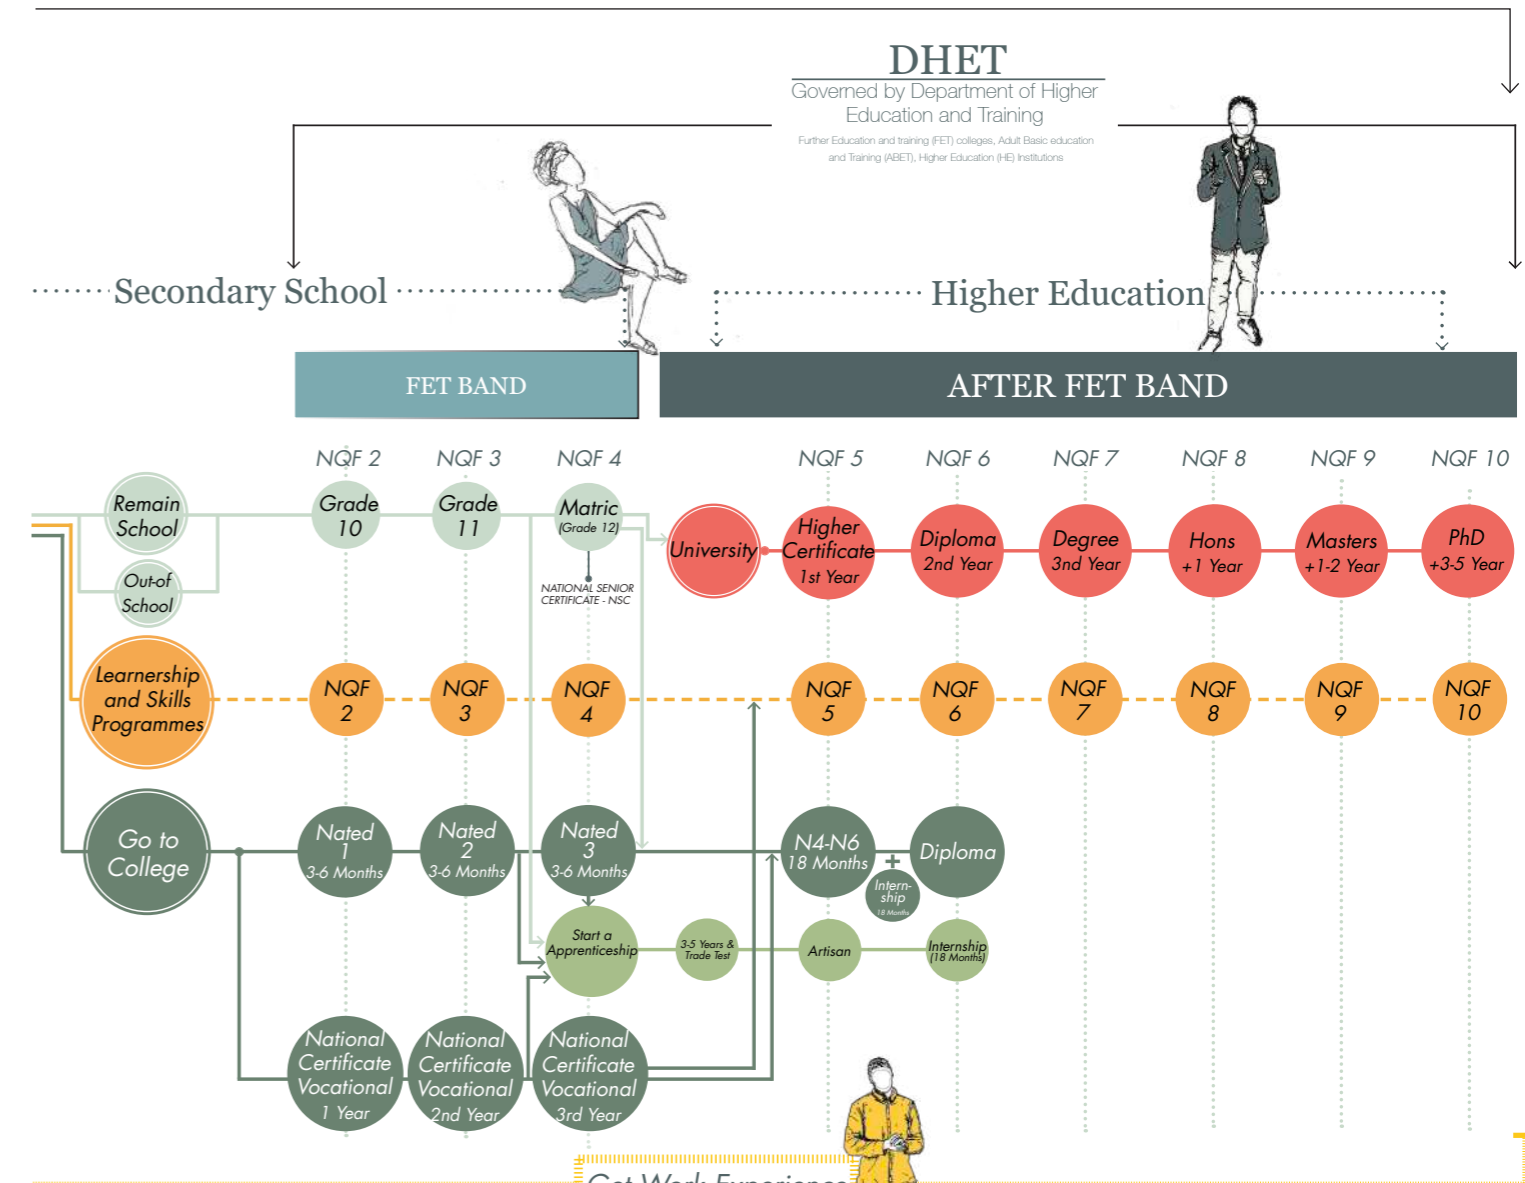 DHET
Governed by Department of Higher
Education and Training
Further Education and training (FET) colleges, Adult Basic education
and Training (ABET), Higher Education (HE) Institutions
Secondary School
Higher Education
FET BAND
AFTER FET BAND
NQF 2
NQF 3
NQF 4
NQF 5
NQF 6
NQF 7
NQF 8
NQF 9
NQF 10
Remain
School
Grade
10
Grade
11
Matric
(Grade 12)
University
Higher
Certificate
1st Year
Diploma
2nd Year
Degree
3nd Year
Hons
+1 Year
Masters
+1-2 Year
PhD
+3-5 Year
Out-of
School
NATIONAL SENIOR
CERTIFICATE - NSC
Learnership
and Skills
Programmes
NQF
2
NQF
3
NQF
4
NQF
5
NQF
6
NQF
7
NQF
8
NQF
9
NQF
10
Go to
College
Nated
1
3-6 Months
Nated
2
3-6 Months
Nated
3
3-6 Months
N4-N6
18 Months
+
Intern-
ship
18 Months
Diploma
Start a
Apprenticeship
3-5 Years &
Trade Test
Artisan
Internship
(18 Months)
National
Certificate
Vocational
1 Year
National
Certificate
Vocational
2nd Year
National
Certificate
Vocational
3rd Year
Get Work Experience